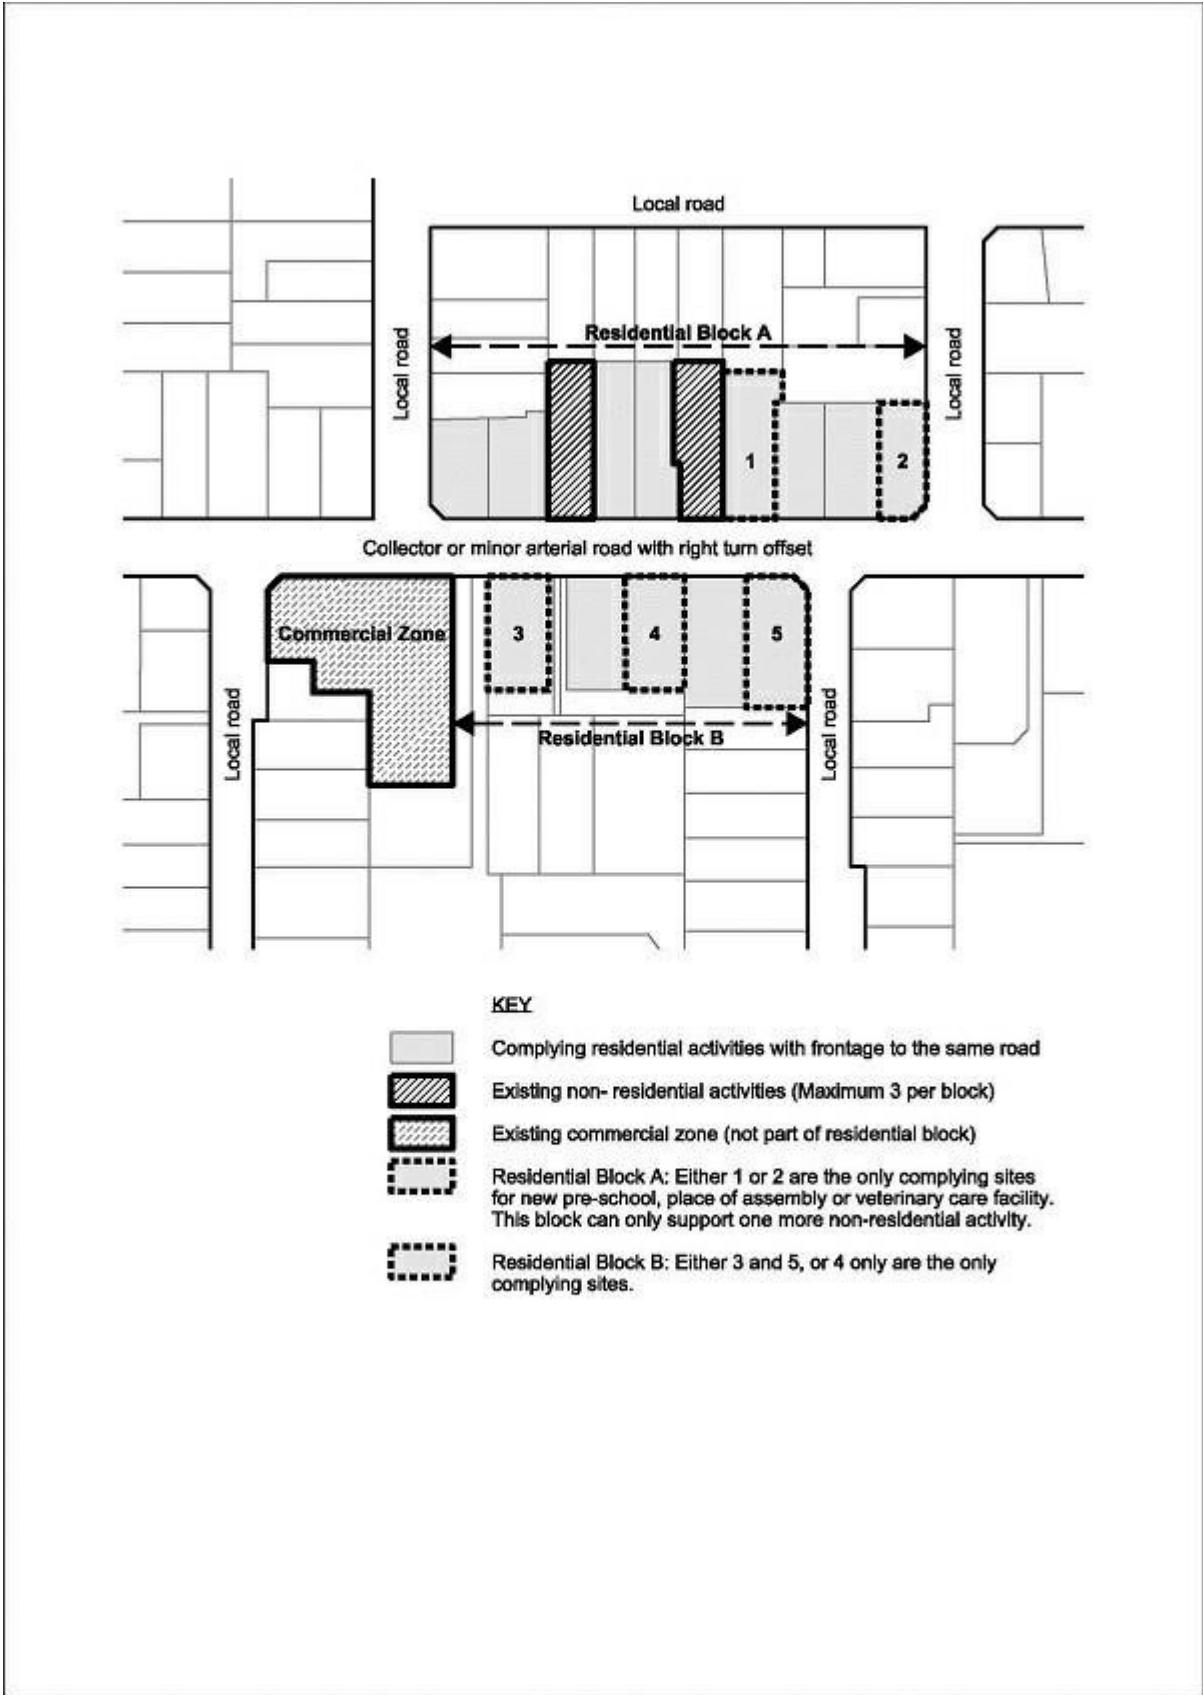 Local road
Residential Block A
Local road
Local road
1
2
Collector or minor arterial road with right turn offset
Commercial Zone
3
4
5
Local road
Residential Block B
Local road
KEY
Complying residential activities with frontage to the same road
Existing non- residential activities (Maximum 3 per block)
Existing commercial zone (not part of residential block)
Residential Block A: Either 1 or 2 are the only complying sites
for new pre-school, place of assembly or veterinary care facility.
This block can only support one more non-residential activity.
Residential Block B: Either 3 and 5, or 4 only are the only
complying sites.